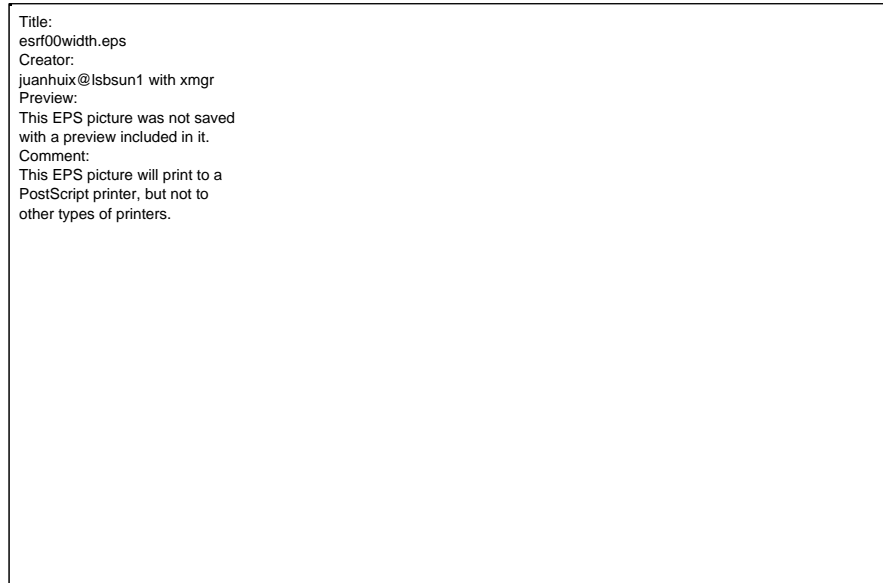 Title:
esrf00width.eps
Creator:
juanhuix@lsbsun1 with xmgr
Preview:
This EPS picture was not saved
with a preview included in it.
Comment:
This EPS picture will print to a
PostScript printer, but not to
other types of printers.